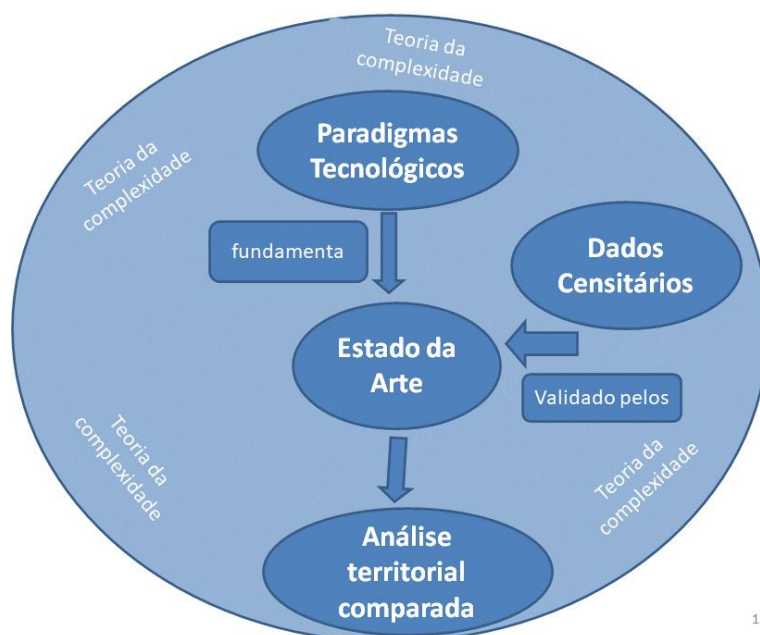 Teoria da
complexidade
Teoria da
complexidade
Paradigmas
Tecnológicos
fundamenta
Dados
Censitários
Estado da
Arte
Validado pelos
Teoria da
complexidade
Teoria da
complexidade
Análise
territorial
comparada
1